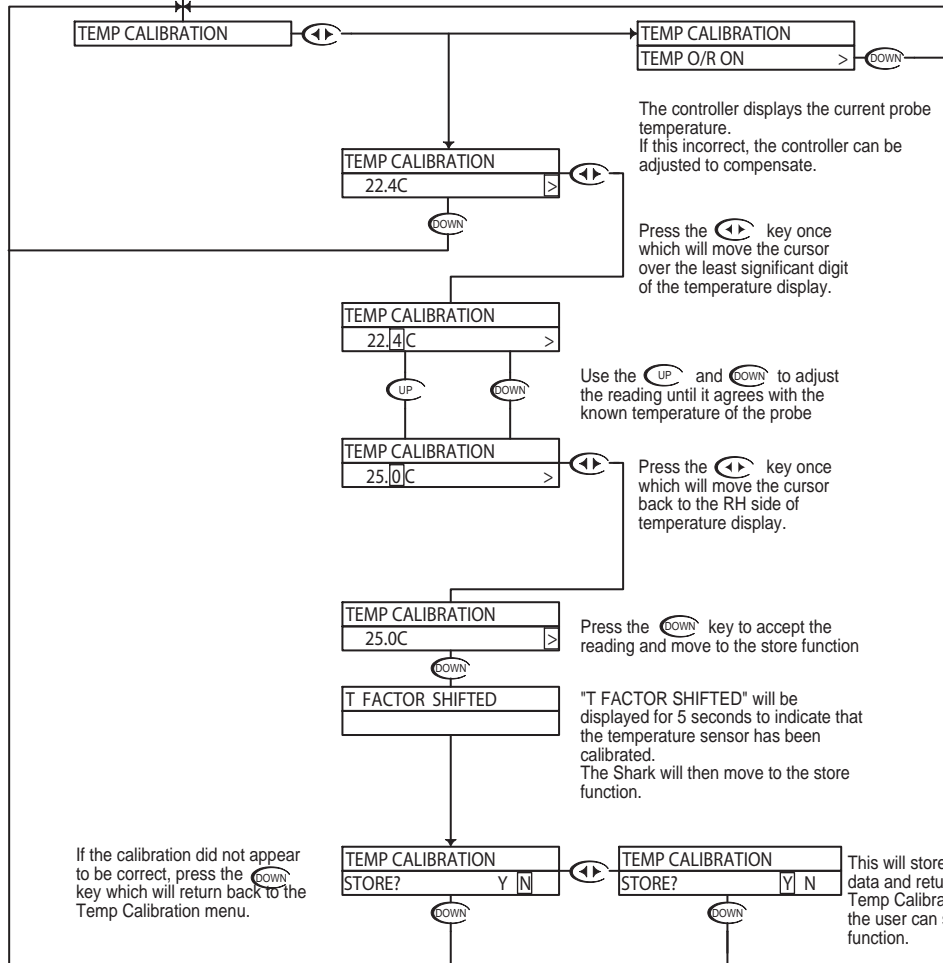 TEMP CALIBRATION
TEMP CALIBRATION
TEMP O/R ON >
DOWN
The controller displays the current probe
temperature.
If this incorrect, the controller can be
adjusted to compensate.
TEMP CALIBRATION
22.4C >
DOWN
Press the key once
which will move the cursor
over the least significant digit
of the temperature display.
TEMP CALIBRATION
22.4C >
UP
DOWN
Use the UP and DOWN to adjust
the reading until it agrees with the
known temperature of the probe
TEMP CALIBRATION
25.0C >
Press the key once
which will move the cursor
back to the RH side of
temperature display.
TEMP CALIBRATION
25.0C >
Press the DOWN key to accept the
reading and move to the store function
DOWN
T FACTOR SHIFTED
"T FACTOR SHIFTED" will be
displayed for 5 seconds to indicate that
the temperature sensor has been
calibrated.
The Shark will then move to the store
function.
If the calibration did not appear
to be correct, press the DOWN
key which will return back to the
Temp Calibration menu.
TEMP CALIBRATION
STORE? Y N
DOWN
TEMP CALIBRATION
STORE? Y N
DOWN
This will store
data and retu
Temp Calibra
the user can s
function.